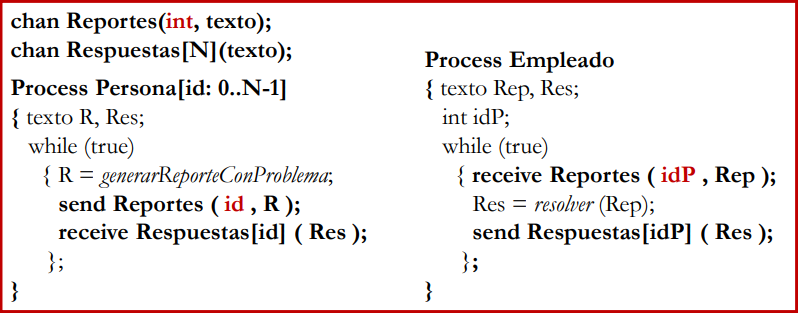 chan Reportes(int, texto);
chan Respuestas[N](texto);
Process Persona[id: 0..N-1]
{ texto R, Res;
while (true)
{ R = generarReporteConProblema;
send Reportes ( id , R );
receive Respuestas[id] ( Res );
};
}
Process Empleado
{ texto Rep, Res;
int idP;
while (true)
{ receive Reportes ( idP , Rep );
Res = resolver (Rep);
send Respuestas[idP] ( Res );
};
}